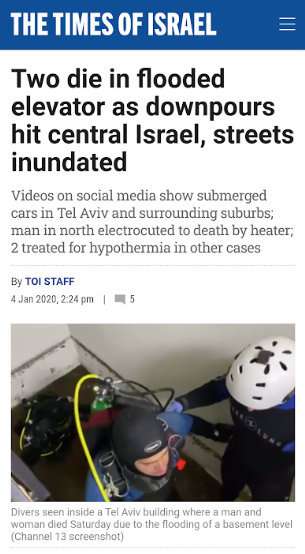 THE TIMES OF ISRAEL
Two die in flooded
elevator as downpours
hit central Israel, streets
inundated
Videos on social media show submerged
cars in Tel Aviv and surrounding suburbs;
man in north electrocuted to death by heater;
2 treated for hypothermia in other cases
By TOI STAFF
4 Jan 2020, 2:24 pm | 5
Divers seen inside a Tel Aviv building where a man and
woman died Saturday due to the flooding of a basement level
(Channel 13 screenshot)